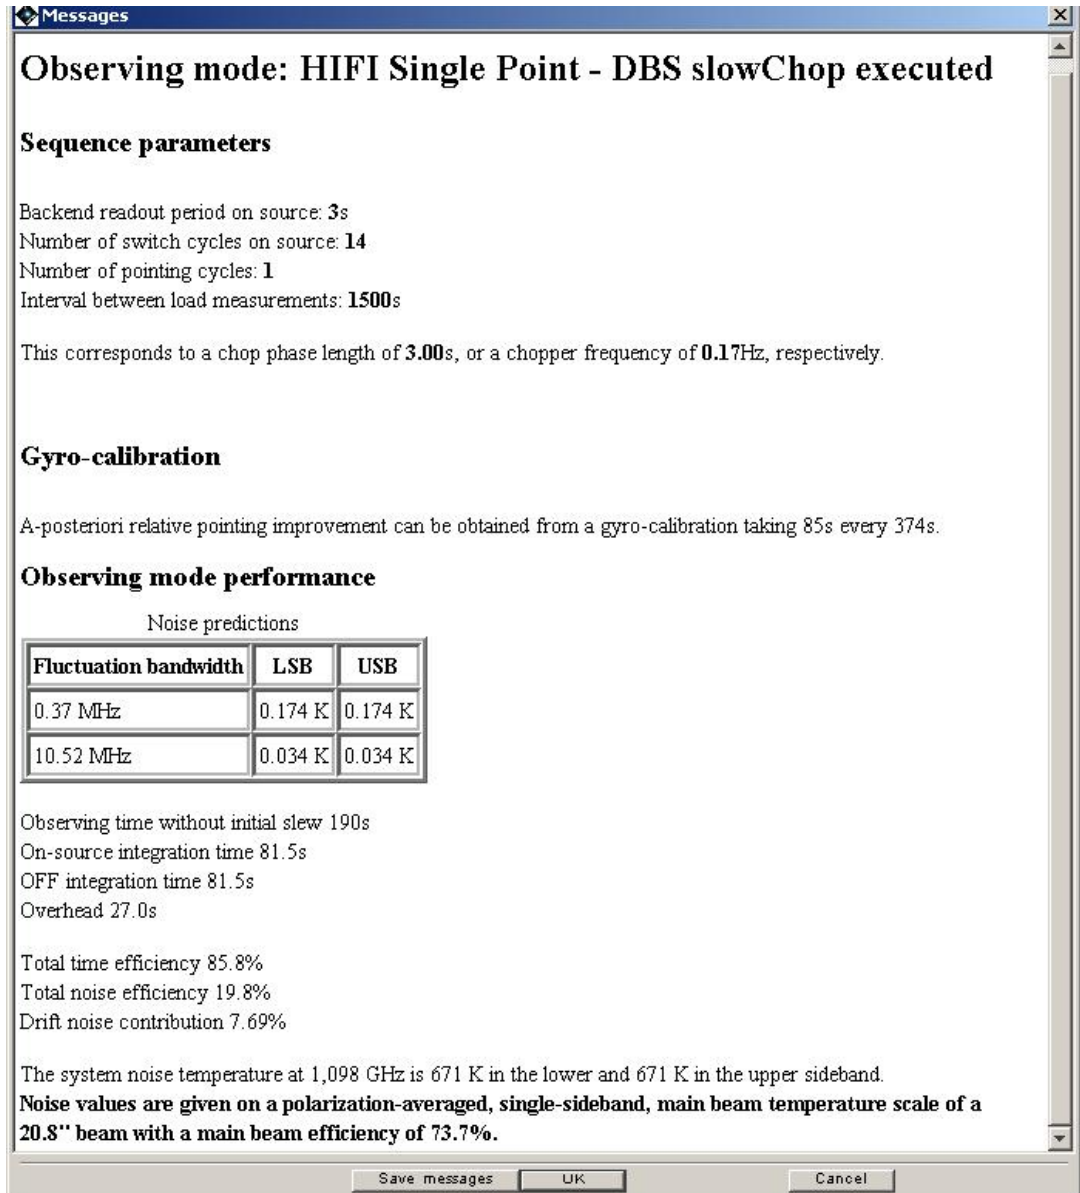 Messages
Observing mode: HIFI Single Point - DBS slowChop executed
Sequence parameters
Backend readout period on source: 3s
Number of switch cycles on source: 14
Number of pointing cycles: 1
Interval between load measurements: 1500s
This corresponds to a chop phase length of 3.00s, or a chopper frequency of 0.17Hz, respectively.
Gyro-calibration
A-posteriori relative pointing improvement can be obtained from a gyro-calibration taking 85s every 374s.
Observing mode performance
Noise predictions
Fluctuation bandwidth LSB USB
0.37 MHz 0.174 K 0.174 K
10.52 MHz 0.034 K 0.034 K
Observing time without initial slew 190s
On-source integration time 81.5s
OFF integration time 81.5s
Overhead 27.0s
Total time efficiency 85.8%
Total noise efficiency 19.8%
Drift noise contribution 7.69%
The system noise temperature at 1,098 GHz is 671 K in the lower and 671 K in the upper sideband.
Noise values are given on a polarization-averaged, single-sideband, main beam temperature scale of a
20.8'' beam with a main beam efficiency of 73.7%.
Save messages UK Cancel